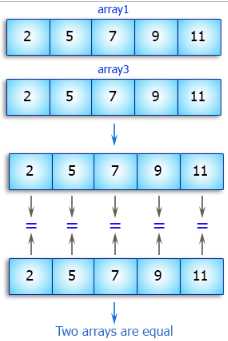 array1
2 5 7 9 11
array3
2 5 7 9 11
2 5 7 9 11
= = = = =
2 5 7 9 11
Two arrays are equal